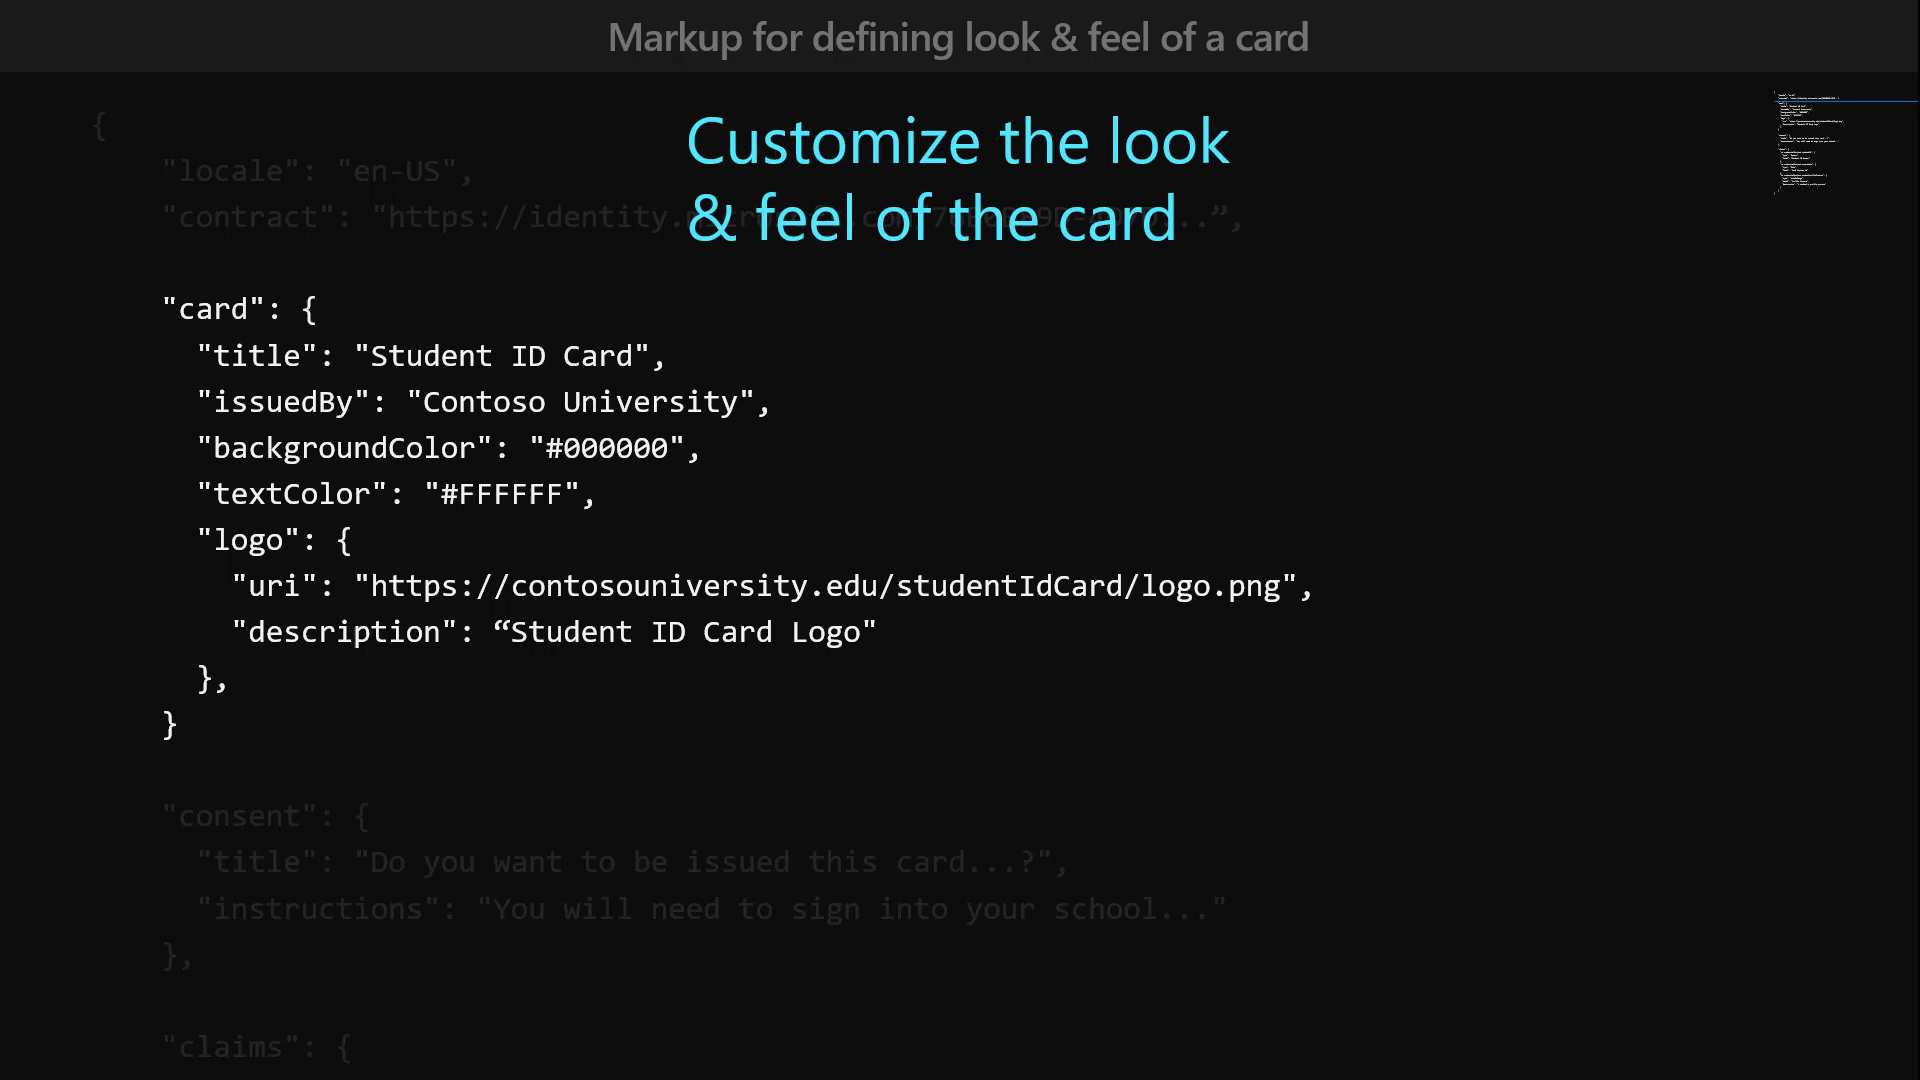 Markup for defining look & feel of a card
Customize the look
& feel of the card
{
"locale": "en-US",
"contract": "https://identity.
"card": {
"title": "Student ID Card",
"issuedBy": "Contoso University",
"backgroundColor": "#000000",
"textColor": "#FFFFFF",
"logo": {
"uri": "https://contosouniversity.edu/studentIdCard/logo.png",
"description": “Student ID Card Logo"
},
}
"consent": {
"title": "Do you want to be issued this card...?",
"instructions": "You will need to sign into your school..."
},
"claims": {